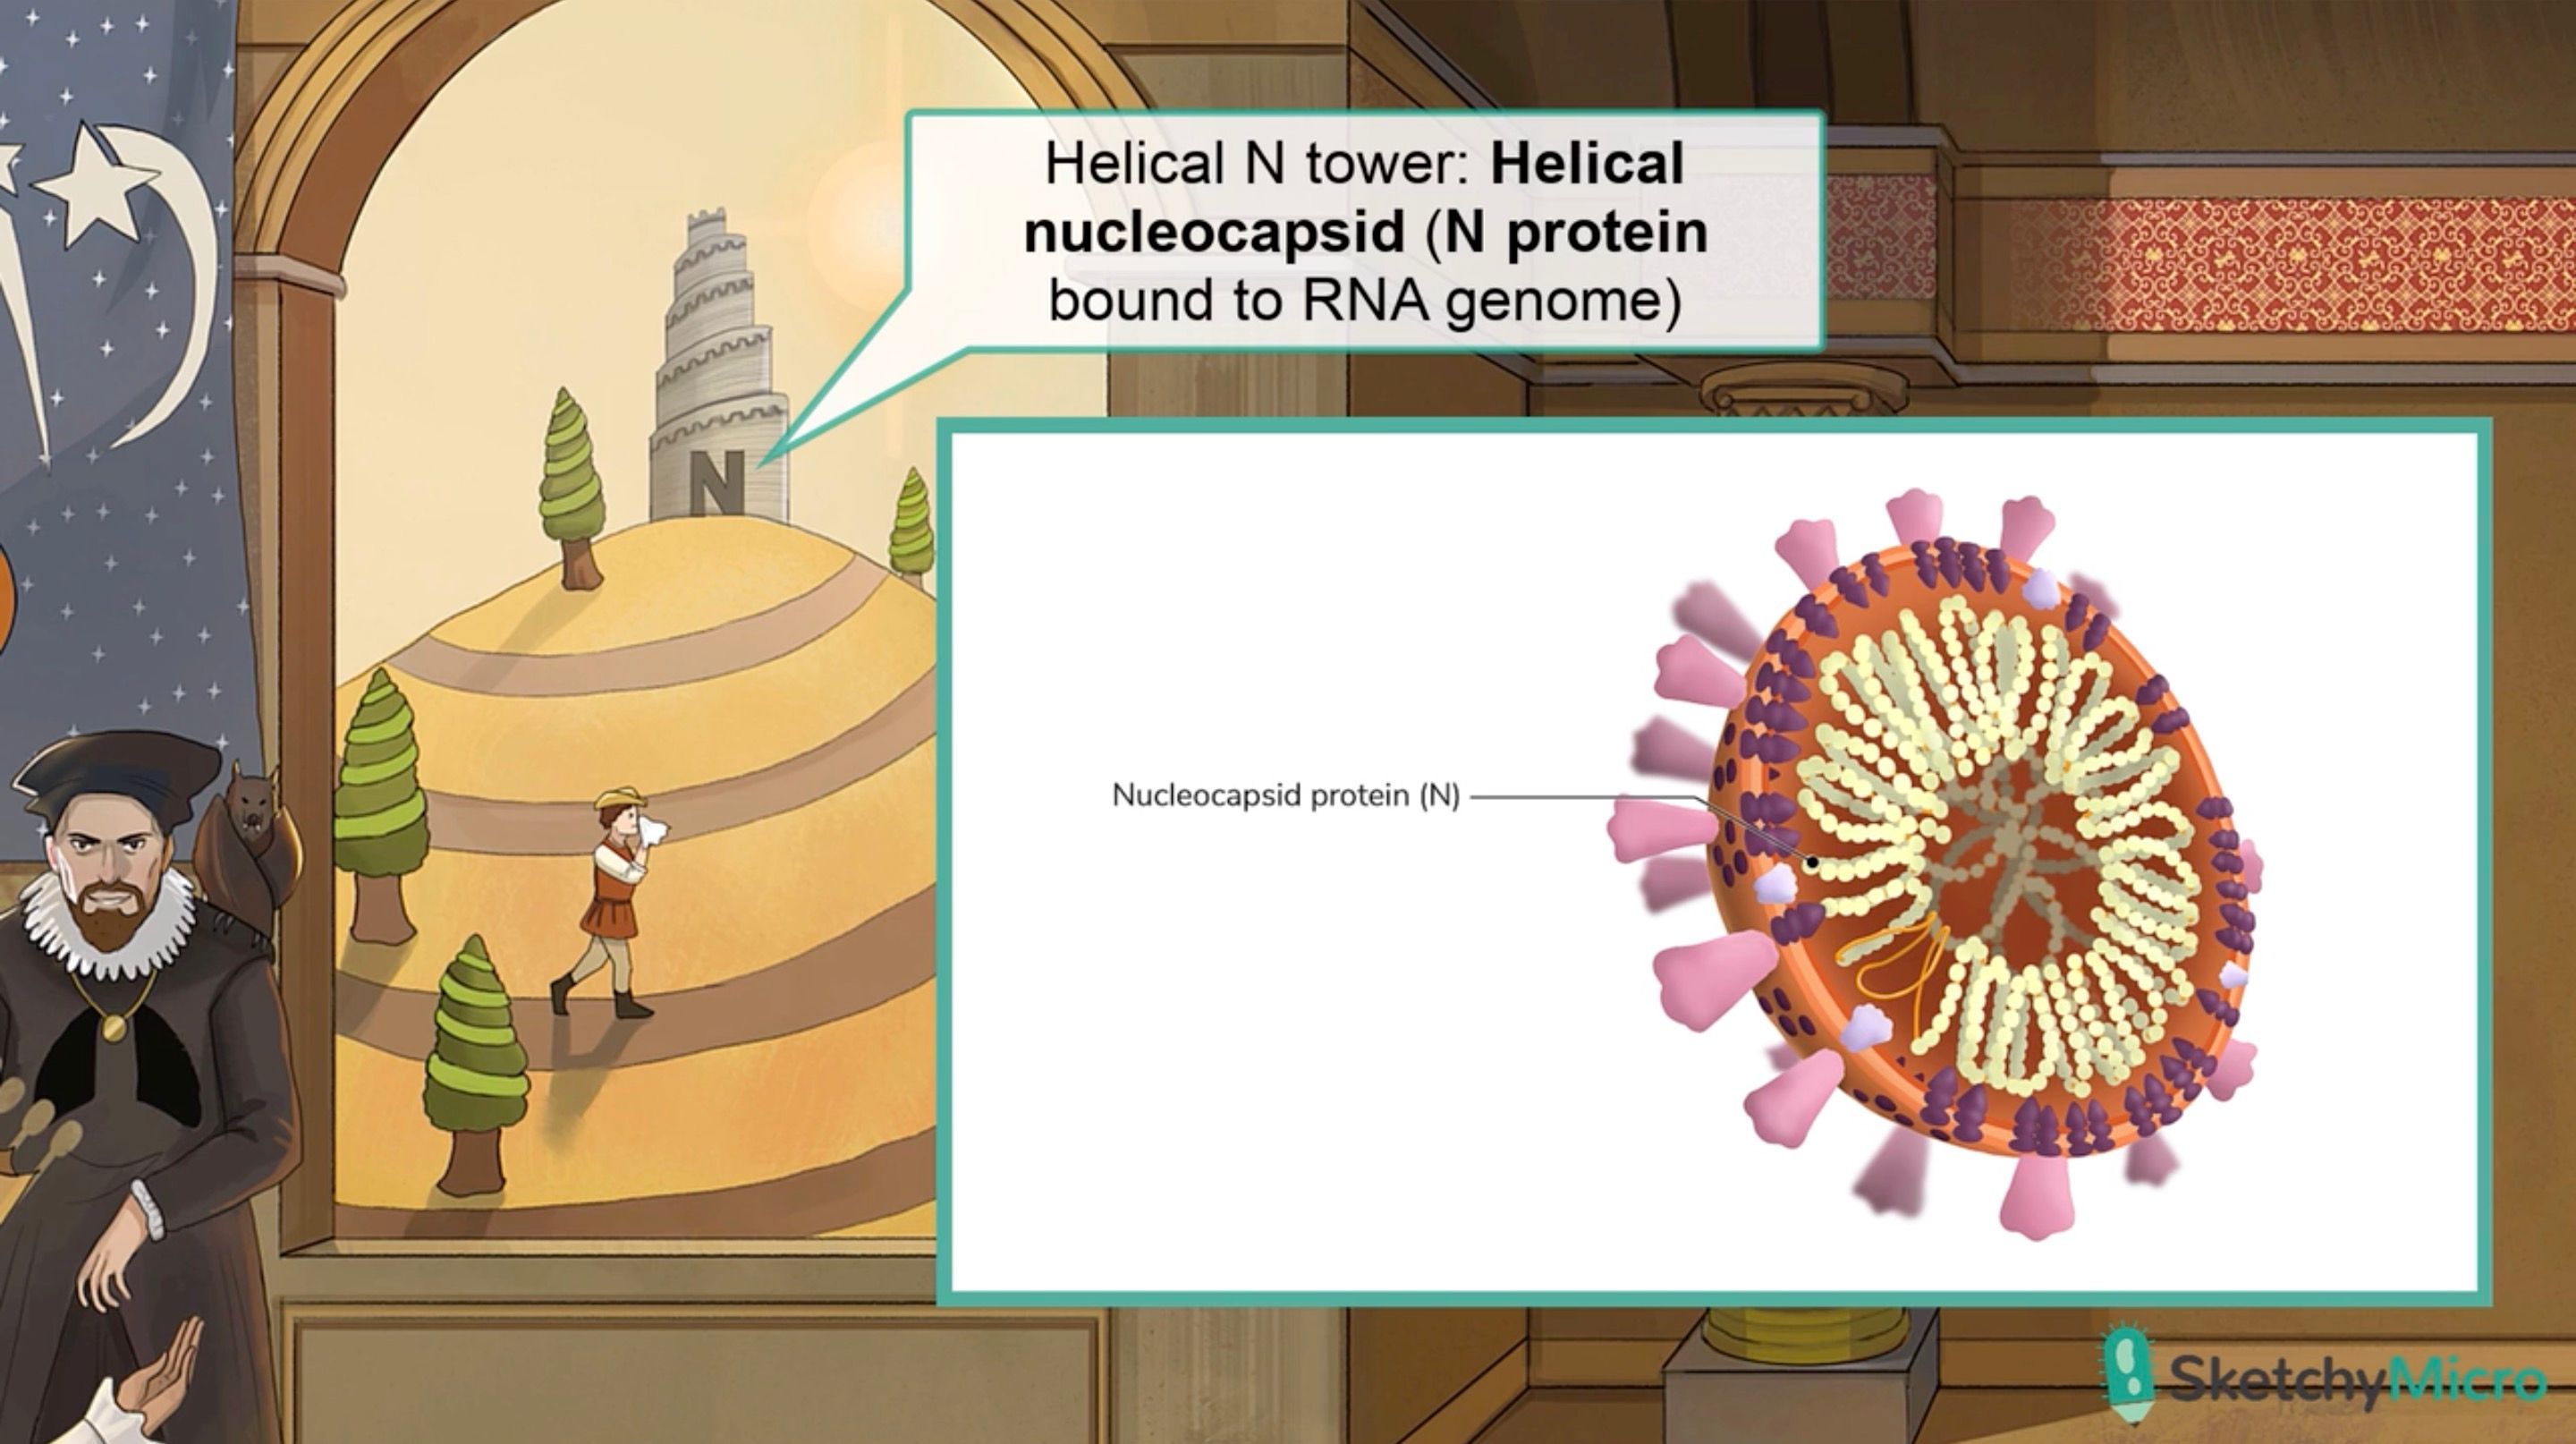 Helical N tower: Helical
nucleocapsid (N protein
bound to RNA genome)
N
Nucleocapsid protein (N)
SketchyMicro